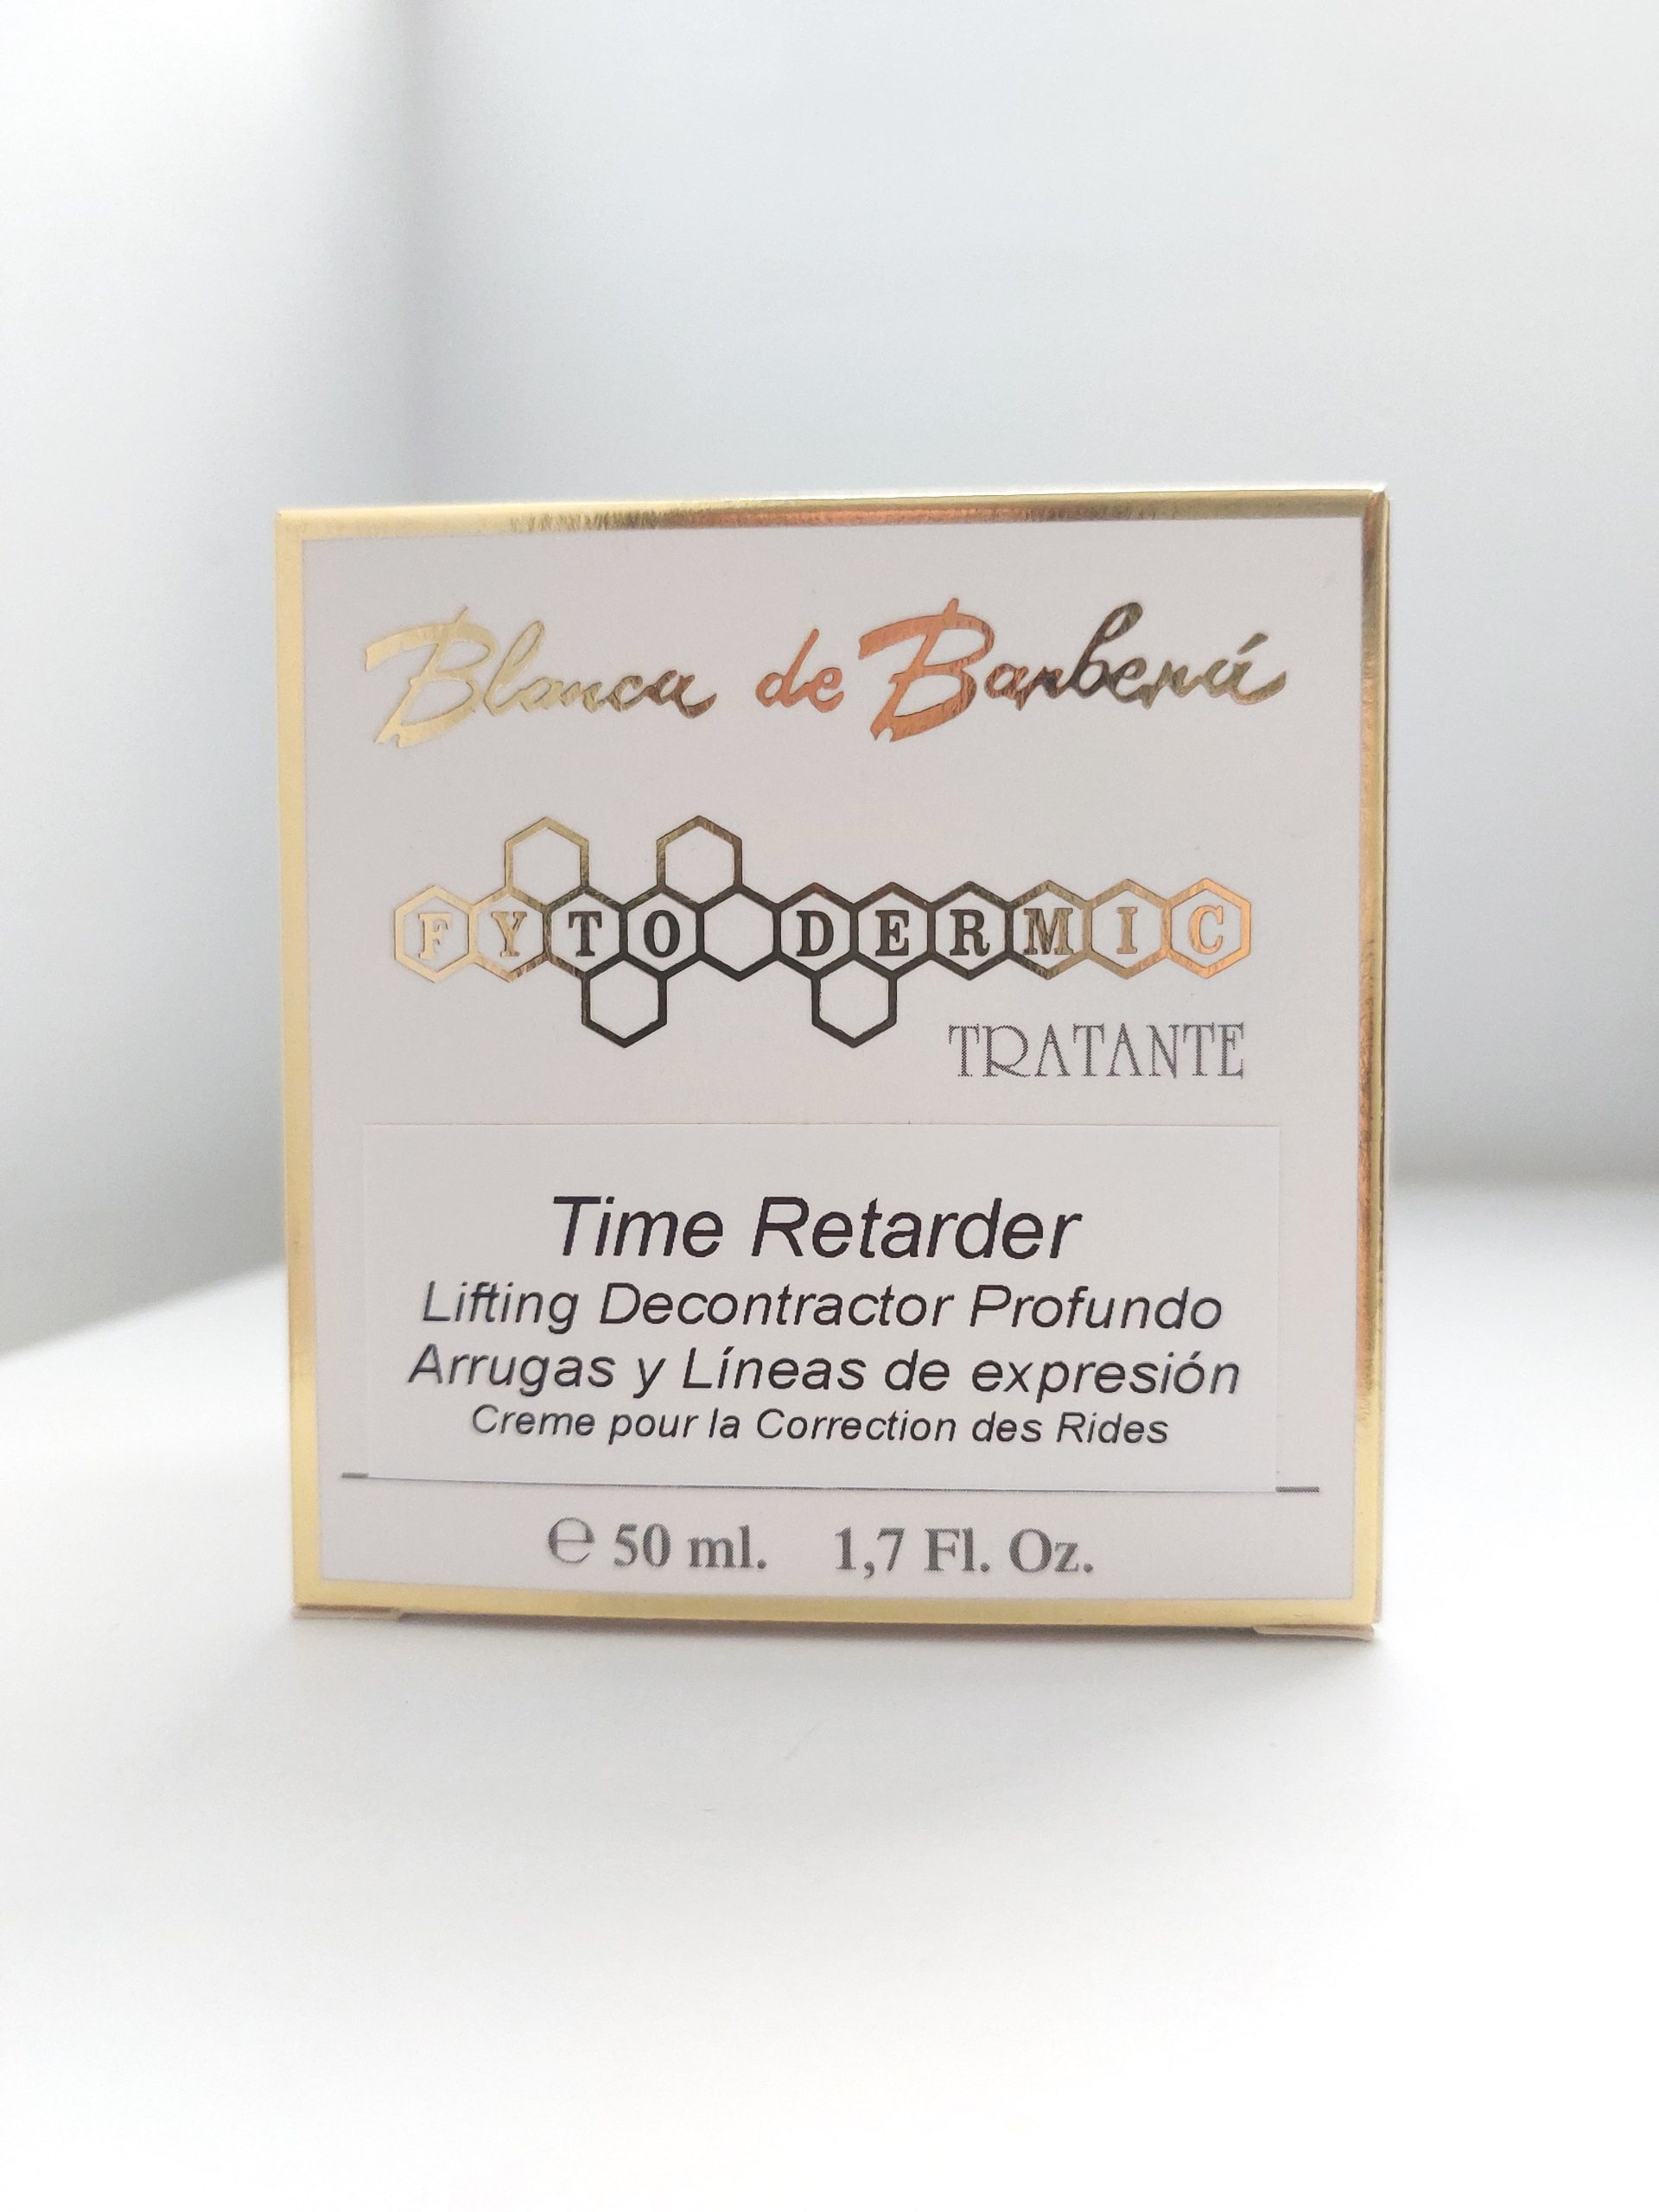 Blanca de Barberá
FYTO DERMIC
TRATANTE
Time Retarder
Lifting Decontractor Profundo
Arrugas y Líneas de expresión
Creme pour la Correction des Rides
℮ 50 ml. 1,7 Fl. Oz.